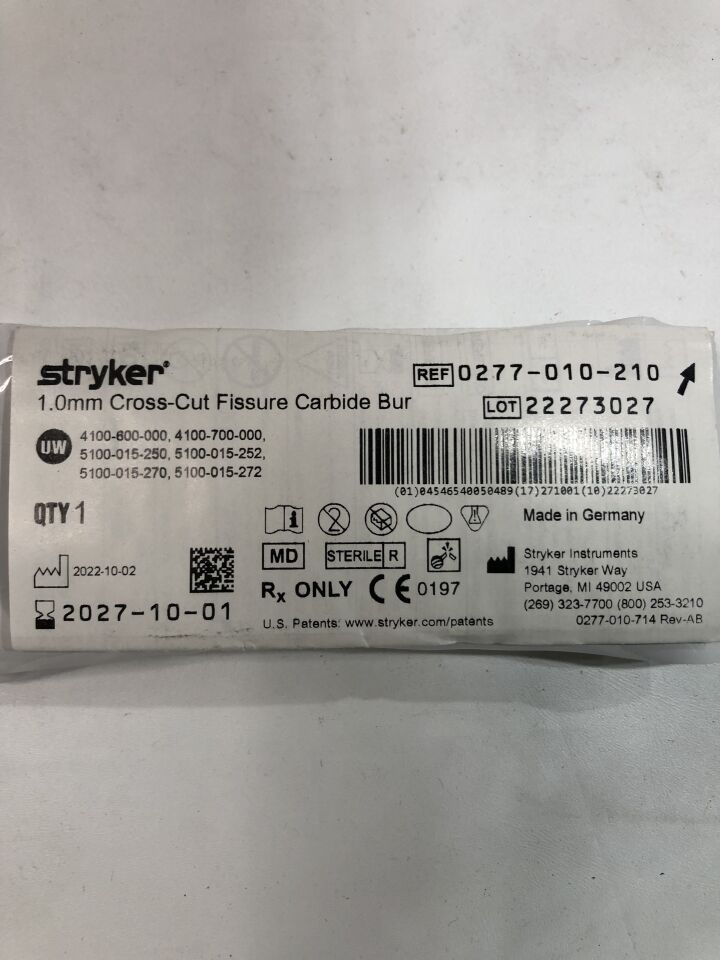 stryker®
REF 0277-010-210
1.0mm Cross-Cut Fissure Carbide Bur
LOT 22273027
UW 4100-600-000, 4100-700-000,
5100-015-250, 5100-015-252,
5100-015-270, 5100-015-272
(01)04546540050489(17)271001(10)22273027
QTY 1
i 2
Made in Germany
2022-10-02
MD STERILE R
Stryker Instruments
1941 Stryker Way
Portage, MI 49002 USA
(269) 323-7700 (800) 253-3210
0277-010-714 Rev-AB
Rx ONLY CE 0197
2027-10-01
U.S. Patents: www.stryker.com/patents